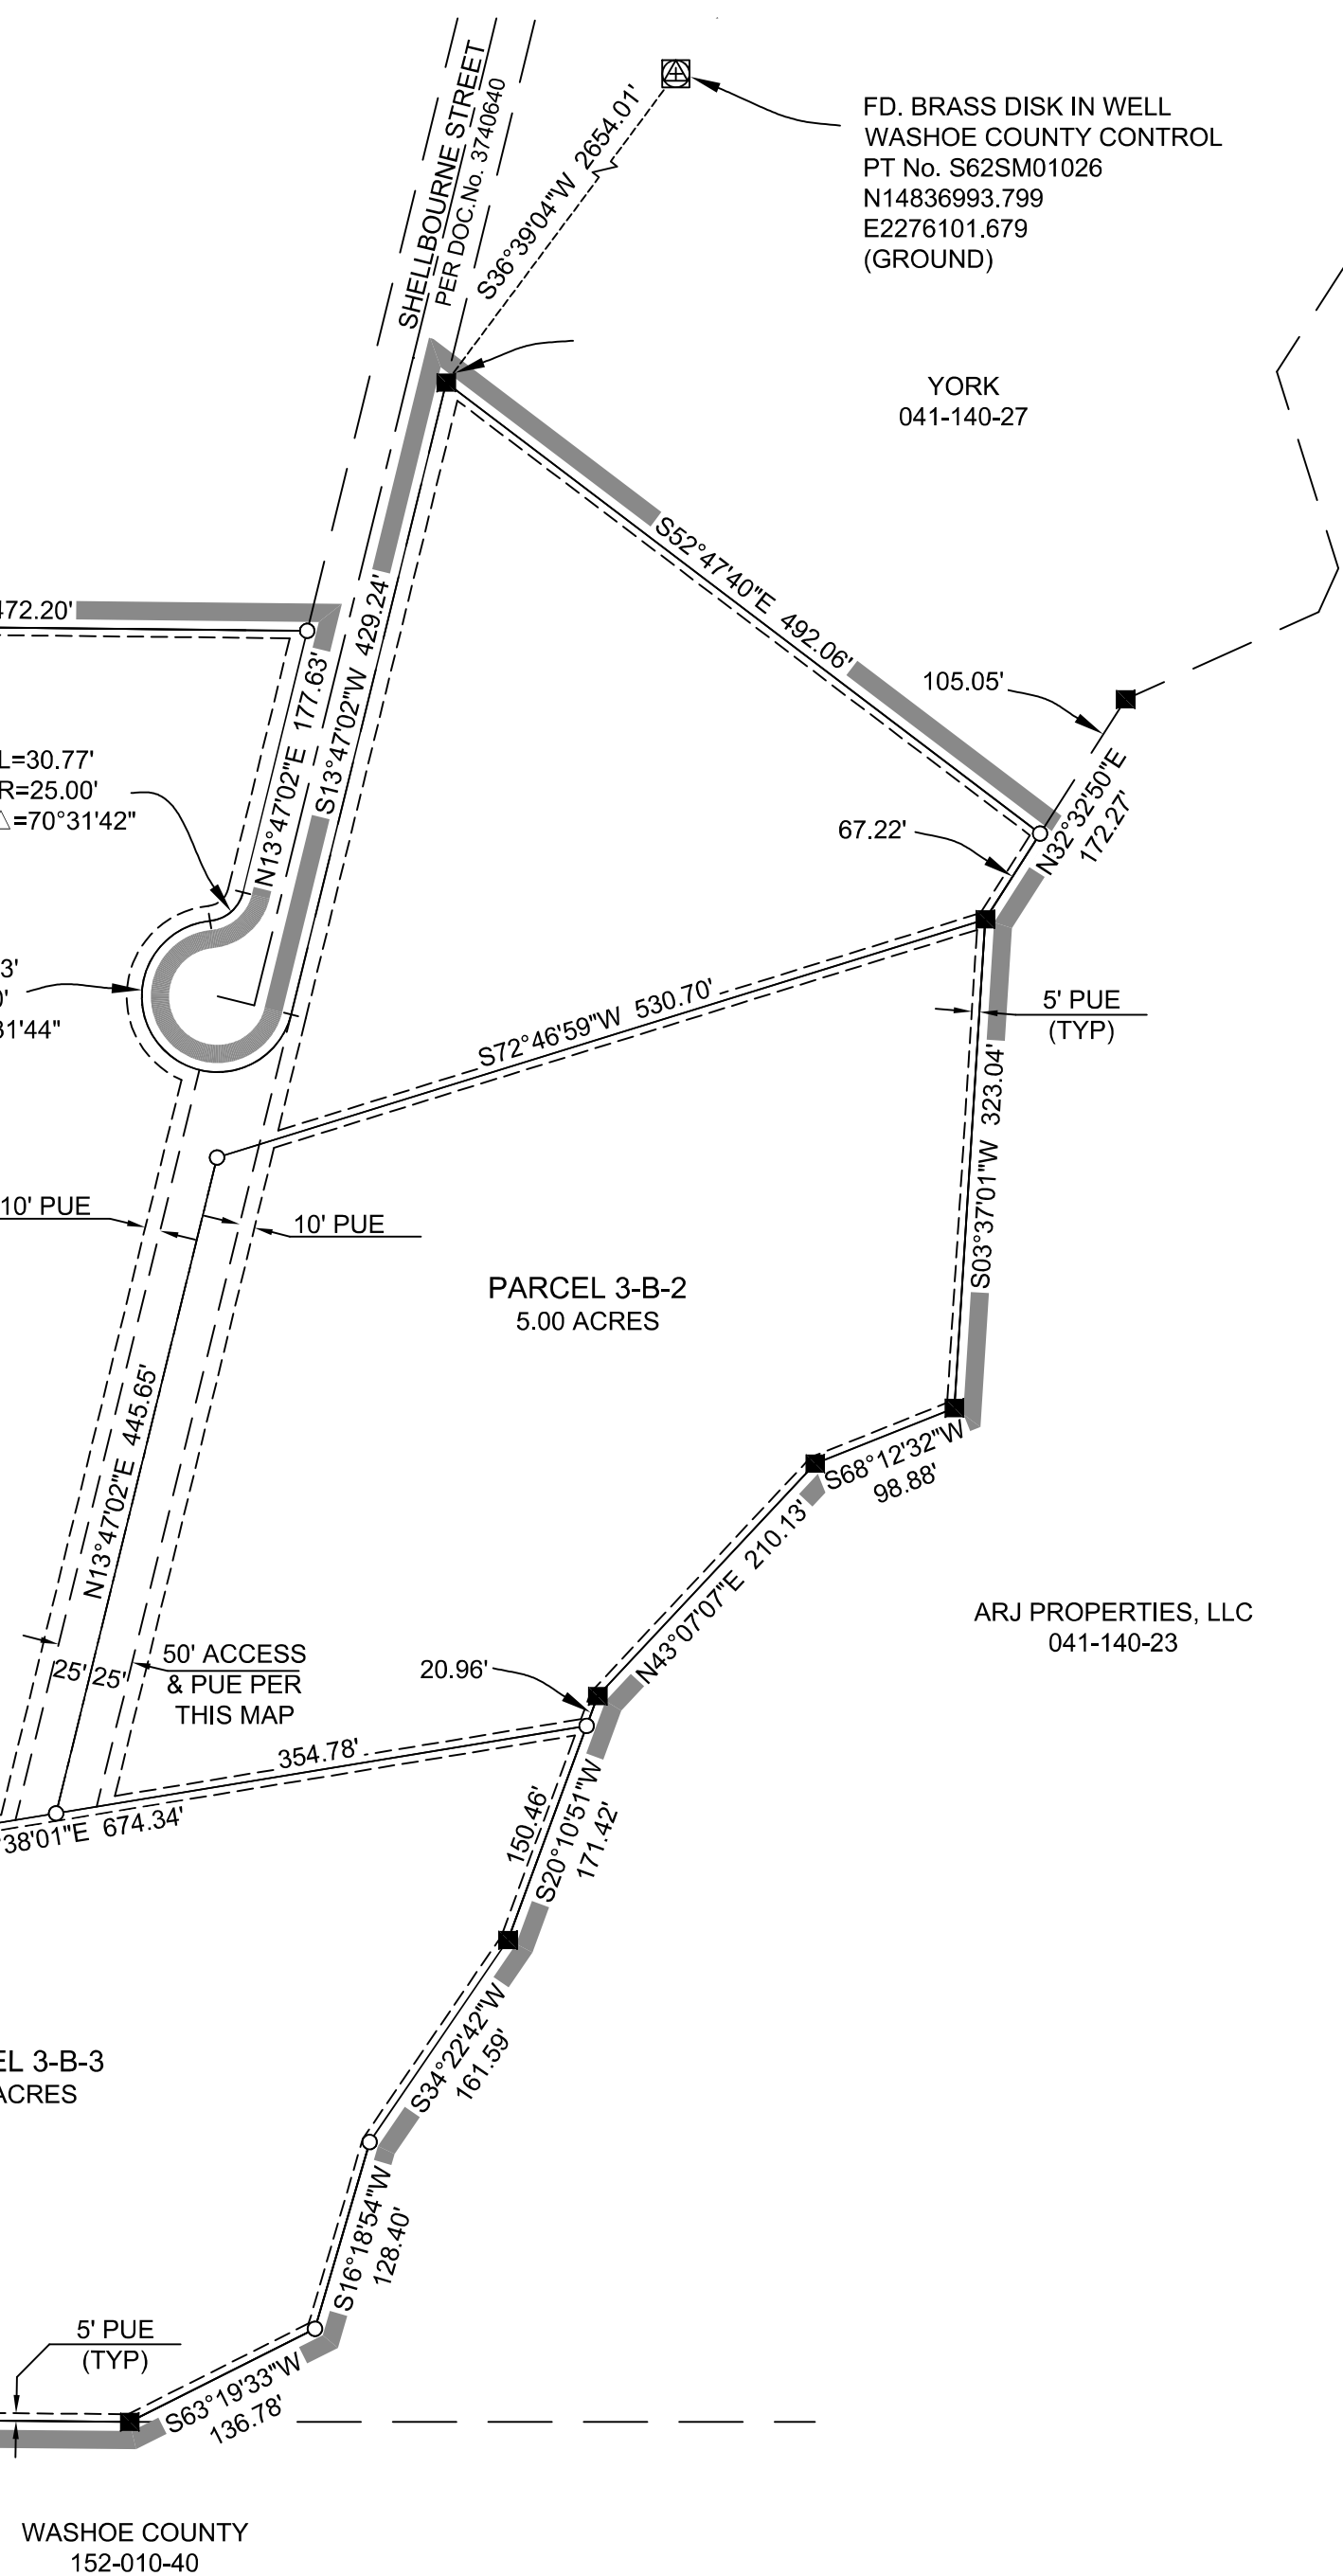 SHELLBOURNE STREET
PER DOC.No. 3740640
S36°39'04"W 2654.01'
FD. BRASS DISK IN WELL
WASHOE COUNTY CONTROL
PT No. S62SM01026
N14836993.799
E2276101.679
(GROUND)
YORK
041-140-27
S52°47'40"E 492.06'
472.20'
N13°47'02"E 177.63'
S13°47'02"W 429.24'
105.05'
L=30.77'
R=25.00'
△=70°31'42"
67.22'
N32°32'50"E
172.27'
3'
0'
31'44"
S72°46'59"W 530.70'
5' PUE
(TYP)
S03°37'01"W 323.04'
10' PUE
10' PUE
PARCEL 3-B-2
5.00 ACRES
N13°47'02"E 445.65'
S68°12'32"W
98.88'
N43°07'07"E 210.13'
ARJ PROPERTIES, LLC
041-140-23
25' 25'
50' ACCESS
& PUE PER
THIS MAP
20.96'
354.78'
38'01"E 674.34'
150.46'
S20°10'51"W
171.42'
S34°22'42"W
161.59'
EL 3-B-3
ACRES
S16°18'54"W
128.40'
5' PUE
(TYP)
S63°19'33"W
136.78'
WASHOE COUNTY
152-010-40